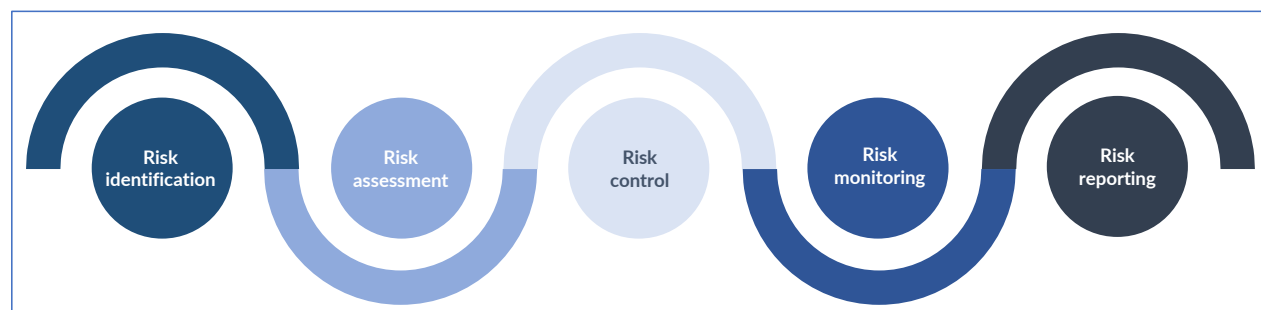 Risk
identification
Risk
assessment
Risk
control
Risk
monitoring
Risk
reporting